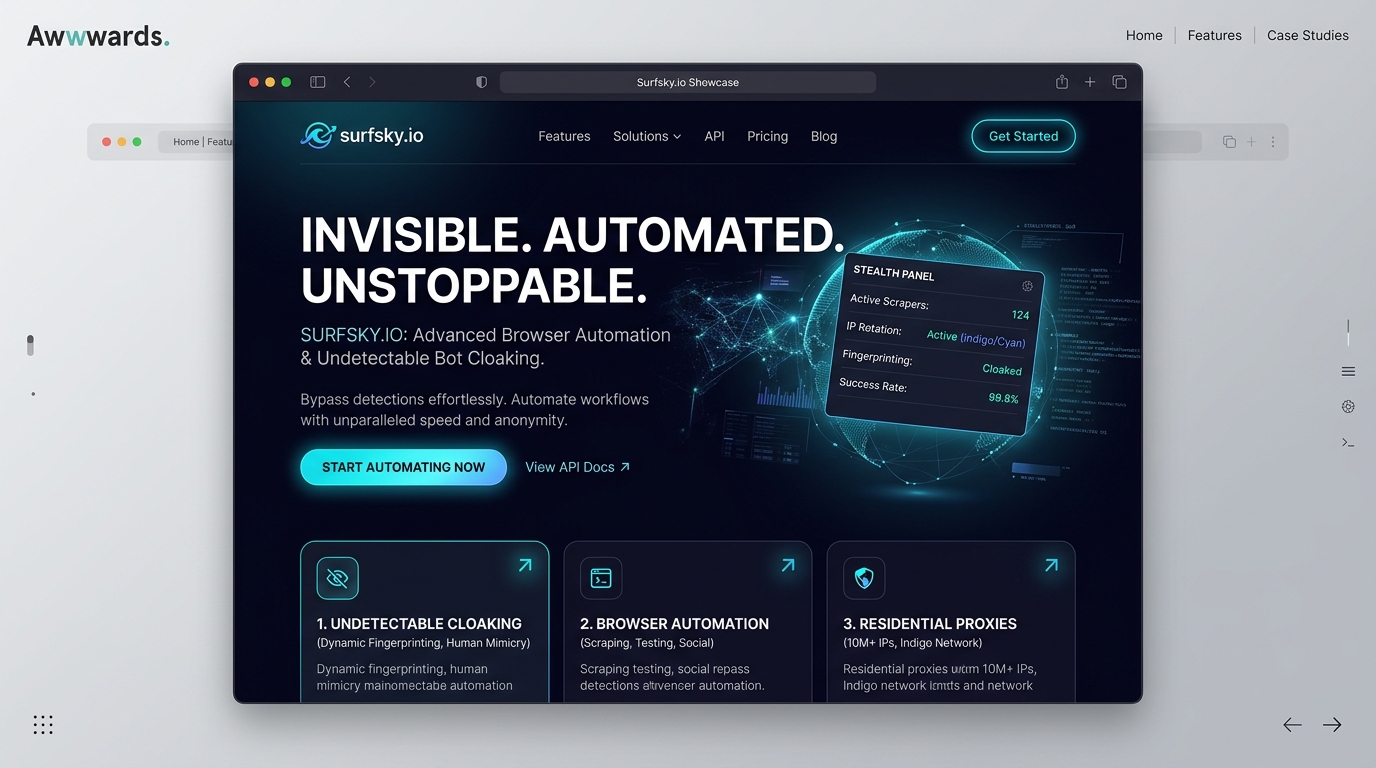 Awwwards.
Home
Features
Case Studies
Surfsky.io Showcase
Home | Featu
surfsky.io
Features
Solutions
API
Pricing
Blog
Get Started
INVISIBLE. AUTOMATED.
UNSTOPPABLE.
SURFSKY.IO: Advanced Browser Automation
& Undetectable Bot Cloaking.
Bypass detections effortlessly. Automate workflows
with unparalleled speed and anonymity.
START AUTOMATING NOW
View API Docs
STEALTH PANEL
Active Scrapers: 124
IP Retation: Active (indigo/Cyan)
Fingerprinting: Cloaked
Success Rate: 99.8%
1. UNDETECTABLE CLOAKING
(Dynamic Fingerprinting, Human Mimicry)
Dynamic fingerprinting, human
mimicry mainomectabe automation
2. BROWSER AUTOMATION
(Scraping, Testing, Social)
Scraping testing, social repass
detections automation.
3. RESIDENTIAL PROXIES
(10M+ IPs, Indigo Network)
Residential proxies 10M+ IPs,
Indigo network and network